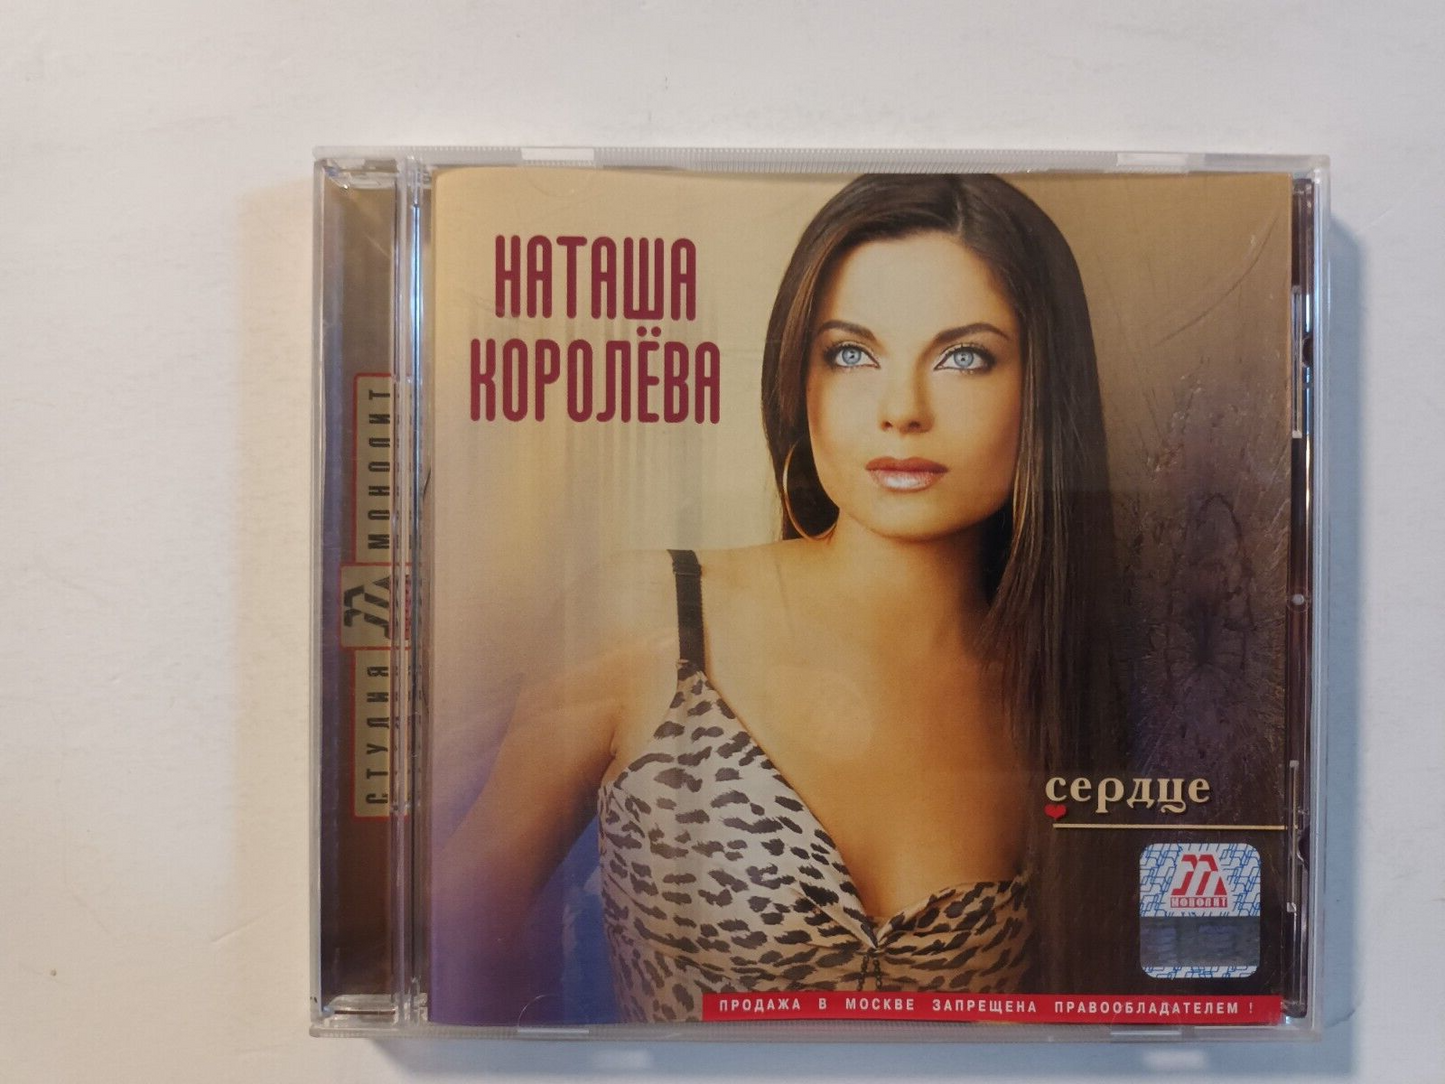 НАТАША
КОРОЛЁВА
СТУДИЯ МОНОЛИТ
сердце
МОНОЛИТ
ПРОДАЖА В МОСКВЕ ЗАПРЕЩЕНА ПРАВООБЛАДАТЕЛЕМ !